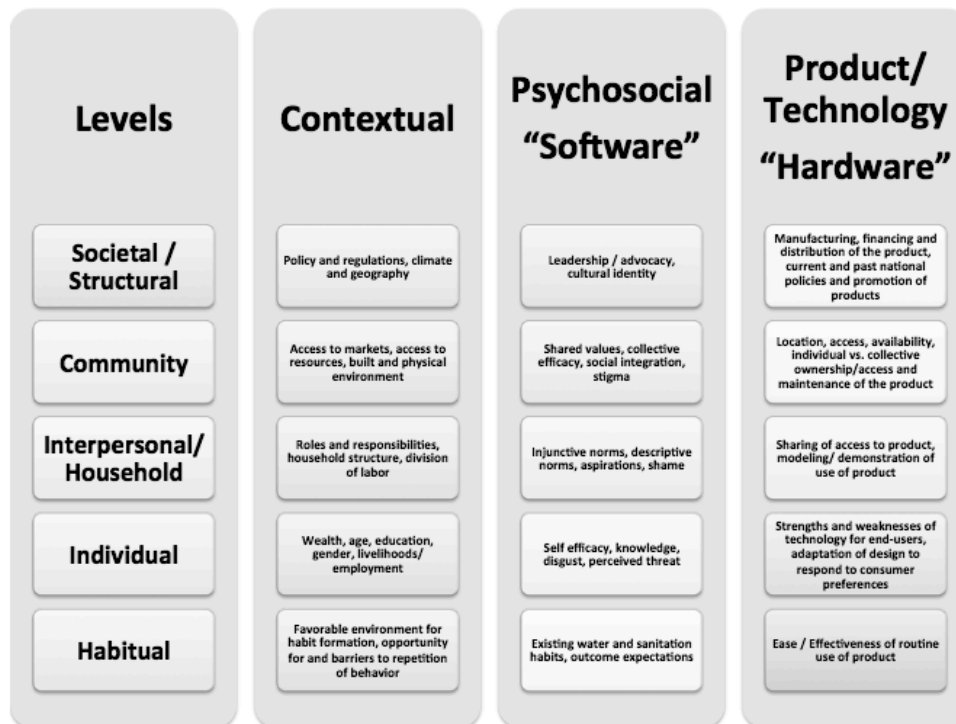 Levels
Contextual
Psychosocial
“Software”
Product/
Technology
“Hardware”
Societal /
Structural
Policy and regulations, climate
and geography
Leadership / advocacy,
cultural identity
Manufacturing, financing and
distribution of the product,
current and past national
policies and promotion of
products
Community
Access to markets, access to
resources, built and physical
environment
Shared values, collective
efficacy, social integration,
stigma
Location, access, availability,
individual vs. collective
ownership/access and
maintenance of the product
Interpersonal/
Household
Roles and responsibilities,
household structure, division
of labor
Injunctive norms, descriptive
norms, aspirations, shame
Sharing of access to product,
modeling/ demonstration of
use of product
Individual
Wealth, age, education,
gender, livelihoods/
employment
Self efficacy, knowledge,
disgust, perceived threat
Strengths and weaknesses of
technology for end-users,
adaptation of design to
respond to consumer
preferences
Habitual
Favorable environment for
habit formation, opportunity
for and barriers to repetition
of behavior
Existing water and sanitation
habits, outcome expectations
Ease / Effectiveness of routine
use of product